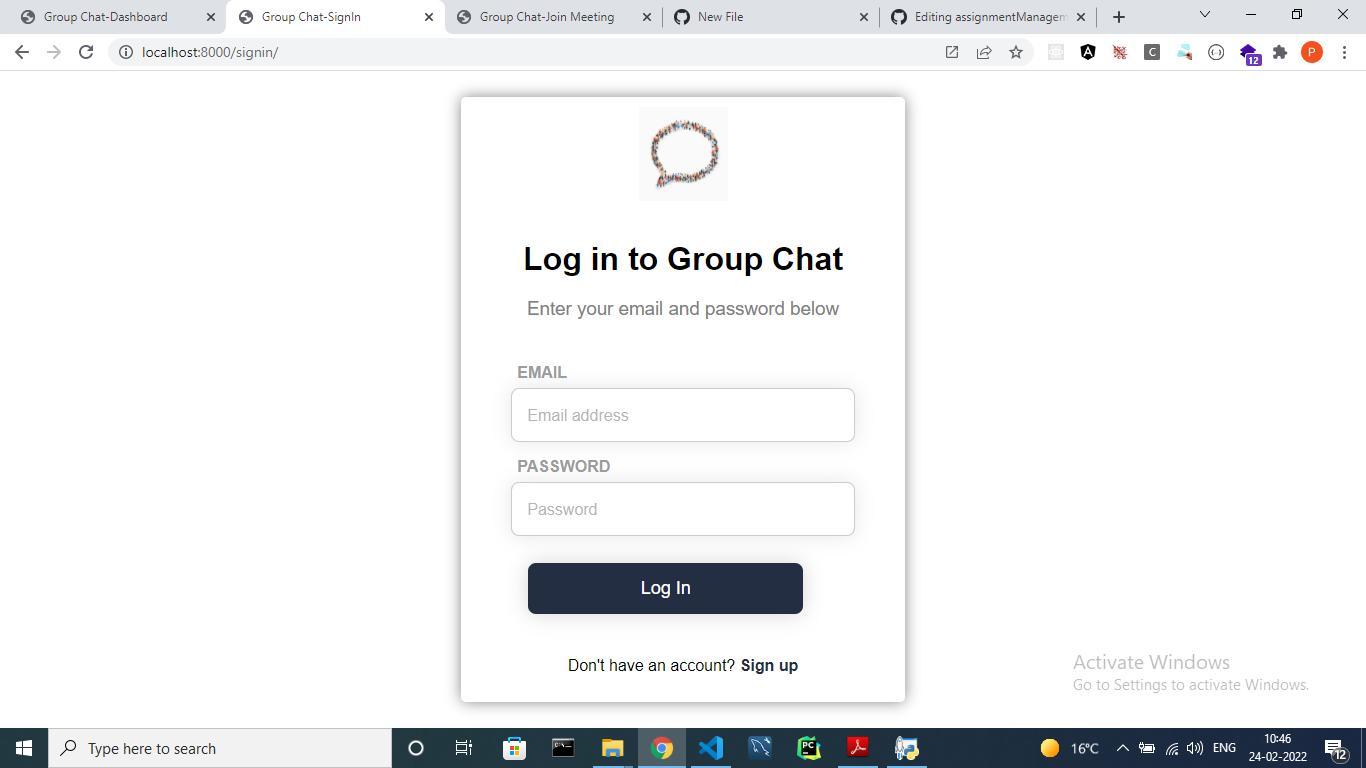 Group Chat-Dashboard
Group Chat-SignIn
Group Chat-Join Meeting
New File
Editing assignmentManagem
localhost:8000/signin/
C
12
P
Log in to Group Chat
Enter your email and password below
EMAIL
Email address
PASSWORD
Password
Log In
Don't have an account? Sign up
Activate Windows
Go to Settings to activate Windows.
Type here to search
PC
16°C
ENG
10:46
24-02-2022
12